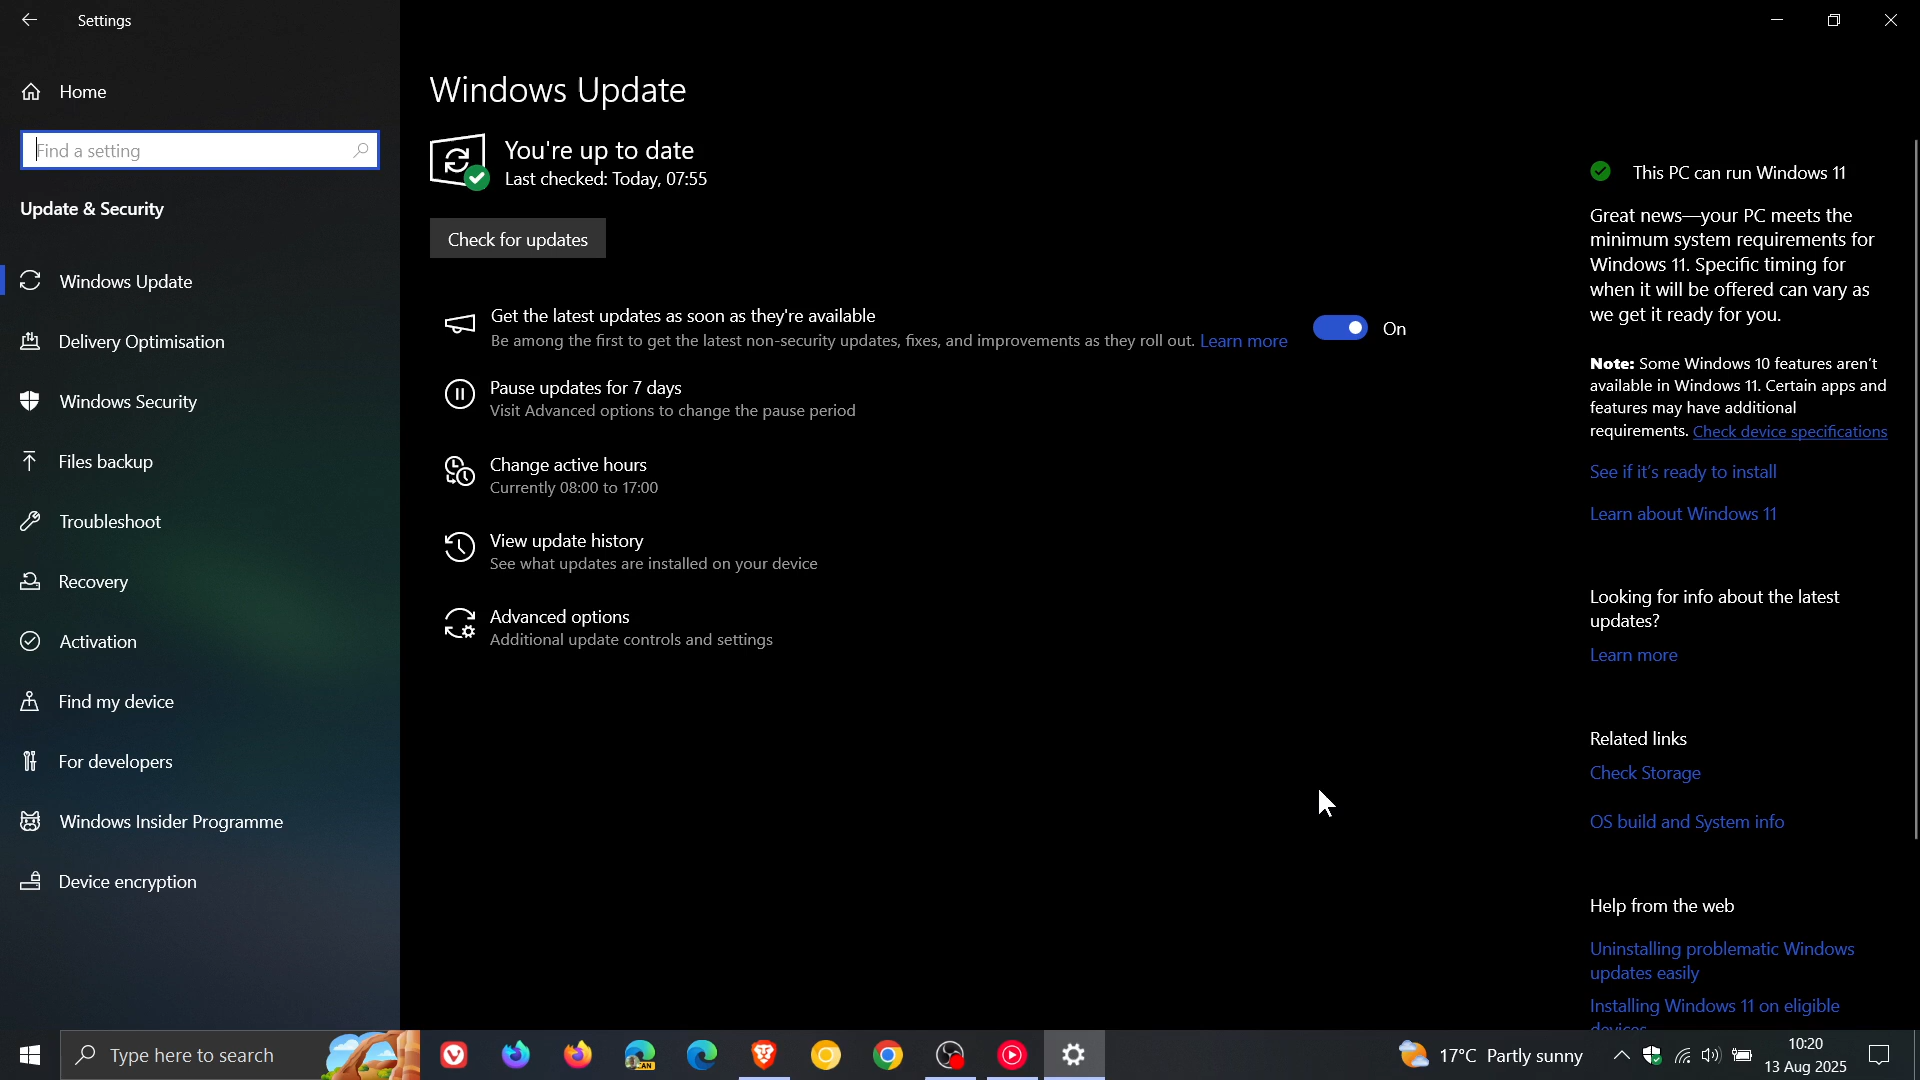 Settings
Home
Find a setting
Update & Security
Windows Update
Delivery Optimisation
Windows Security
Files backup
Troubleshoot
Recovery
Activation
Find my device
For developers
Windows Insider Programme
Device encryption
Windows Update
You're up to date
Last checked: Today, 07:55
Check for updates
Get the latest updates as soon as they're available
Be among the first to get the latest non-security updates, fixes, and improvements as they roll out. Learn more
On
Pause updates for 7 days
Visit Advanced options to change the pause period
Change active hours
Currently 08:00 to 17:00
View update history
See what updates are installed on your device
Advanced options
Additional update controls and settings
This PC can run Windows 11
Great news—your PC meets the
minimum system requirements for
Windows 11. Specific timing for
when it will be offered can vary as
we get it ready for you.
Note: Some Windows 10 features aren't
available in Windows 11. Certain apps and
features may have additional
requirements. Check device specifications
See if it's ready to install
Learn about Windows 11
Looking for info about the latest
updates?
Learn more
Related links
Check Storage
OS build and System info
Help from the web
Uninstalling problematic Windows
updates easily
Installing Windows 11 on eligible
Type here to search
CAN
17°C Partly sunny
10:20
13 Aug 2025